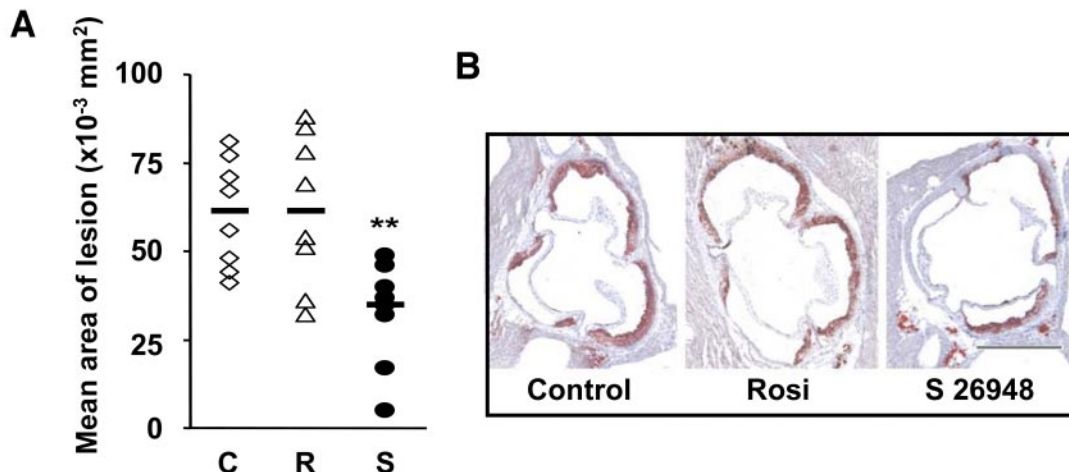 A
Mean area of lesion (x10⁻³ mm²)
100
75
50
25
0
**
C R S
B
Control Rosi S 26948